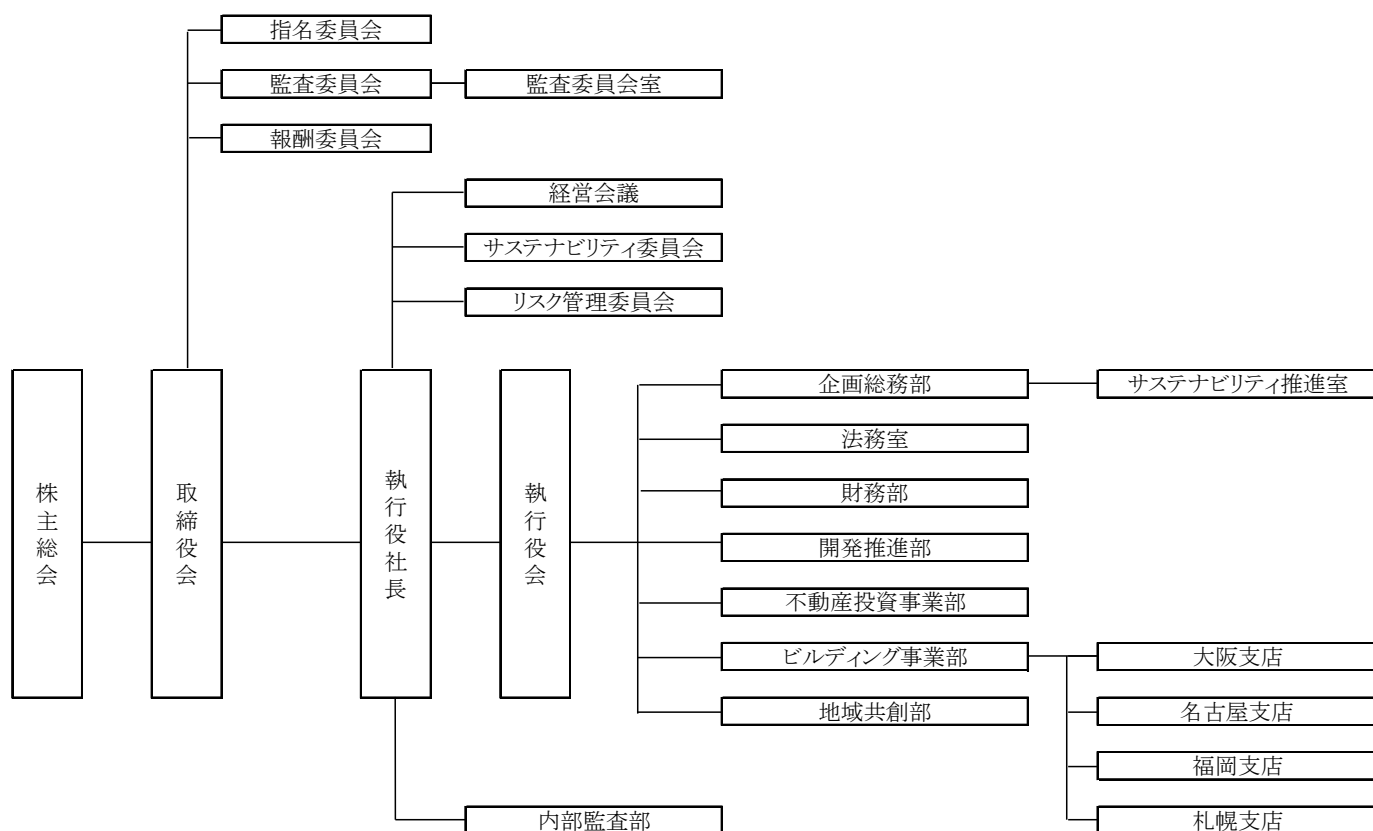 指名委員会
監査委員会
監査委員会室
報酬委員会
経営会議
サステナビリティ委員会
リスク管理委員会
株主総会
取締役会
執行役社長
執行役会
企画総務部
サステナビリティ推進室
法務室
財務部
開発推進部
不動産投資事業部
ビルディング事業部
大阪支店
地域共創部
名古屋支店
福岡支店
内部監査部
札幌支店